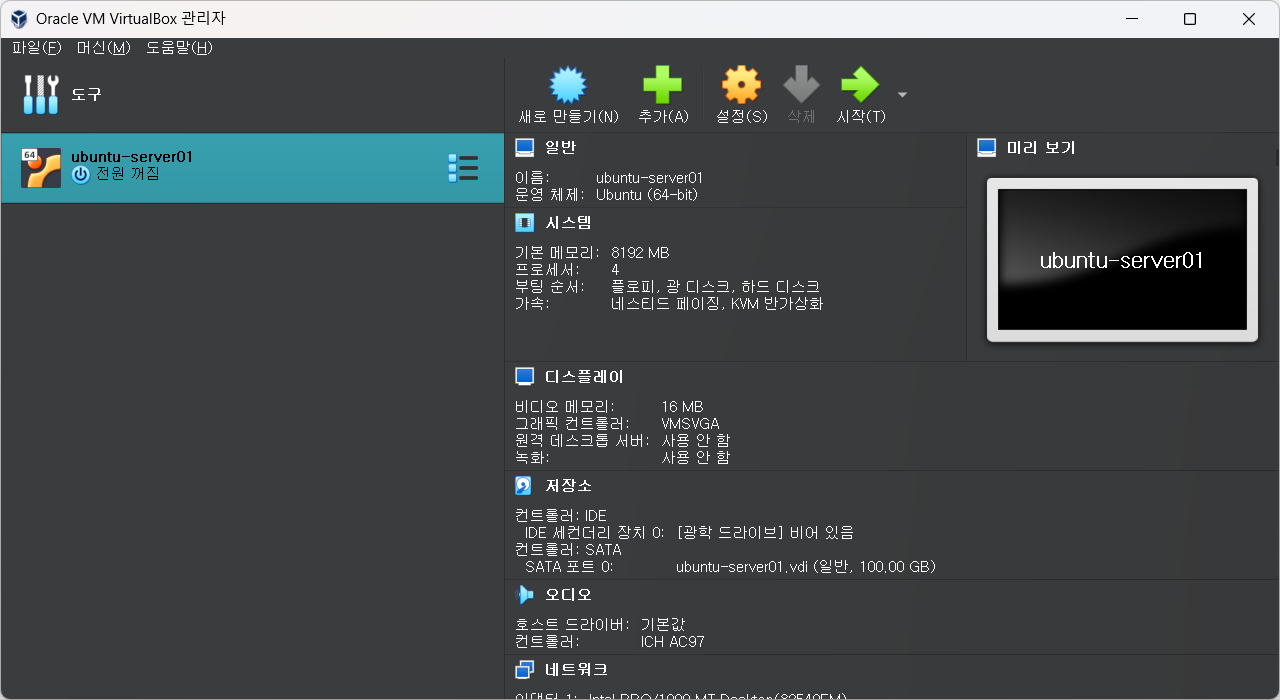 Oracle VM VirtualBox 관리자
파일(F) 머신(M) 도움말(H)
도구
새로 만들기(N) 추가(A) 설정(S) 삭제 시작(T)
64
ubuntu-server01
전원 꺼짐
일반
이름: ubuntu-server01
운영 체제: Ubuntu (64-bit)
시스템
기본 메모리: 8192 MB
프로세서: 4
부팅 순서: 플로피, 광 디스크, 하드 디스크
가속: 네스티드 페이징, KVM 반가상화
미리 보기
ubuntu-server01
디스플레이
비디오 메모리: 16 MB
그래픽 컨트롤러: VMSVGA
원격 데스크톱 서버: 사용 안 함
녹화: 사용 안 함
저장소
컨트롤러: IDE
IDE 세컨더리 장치 0: [광학 드라이브] 비어 있음
컨트롤러: SATA
SATA 포트 0: ubuntu-server01.vdi (일반, 100.00 GB)
오디오
호스트 드라이버: 기본값
컨트롤러: ICH AC97
네트워크
어댑터 1: Intel PRO/1000 MT Desktop(82540EM)